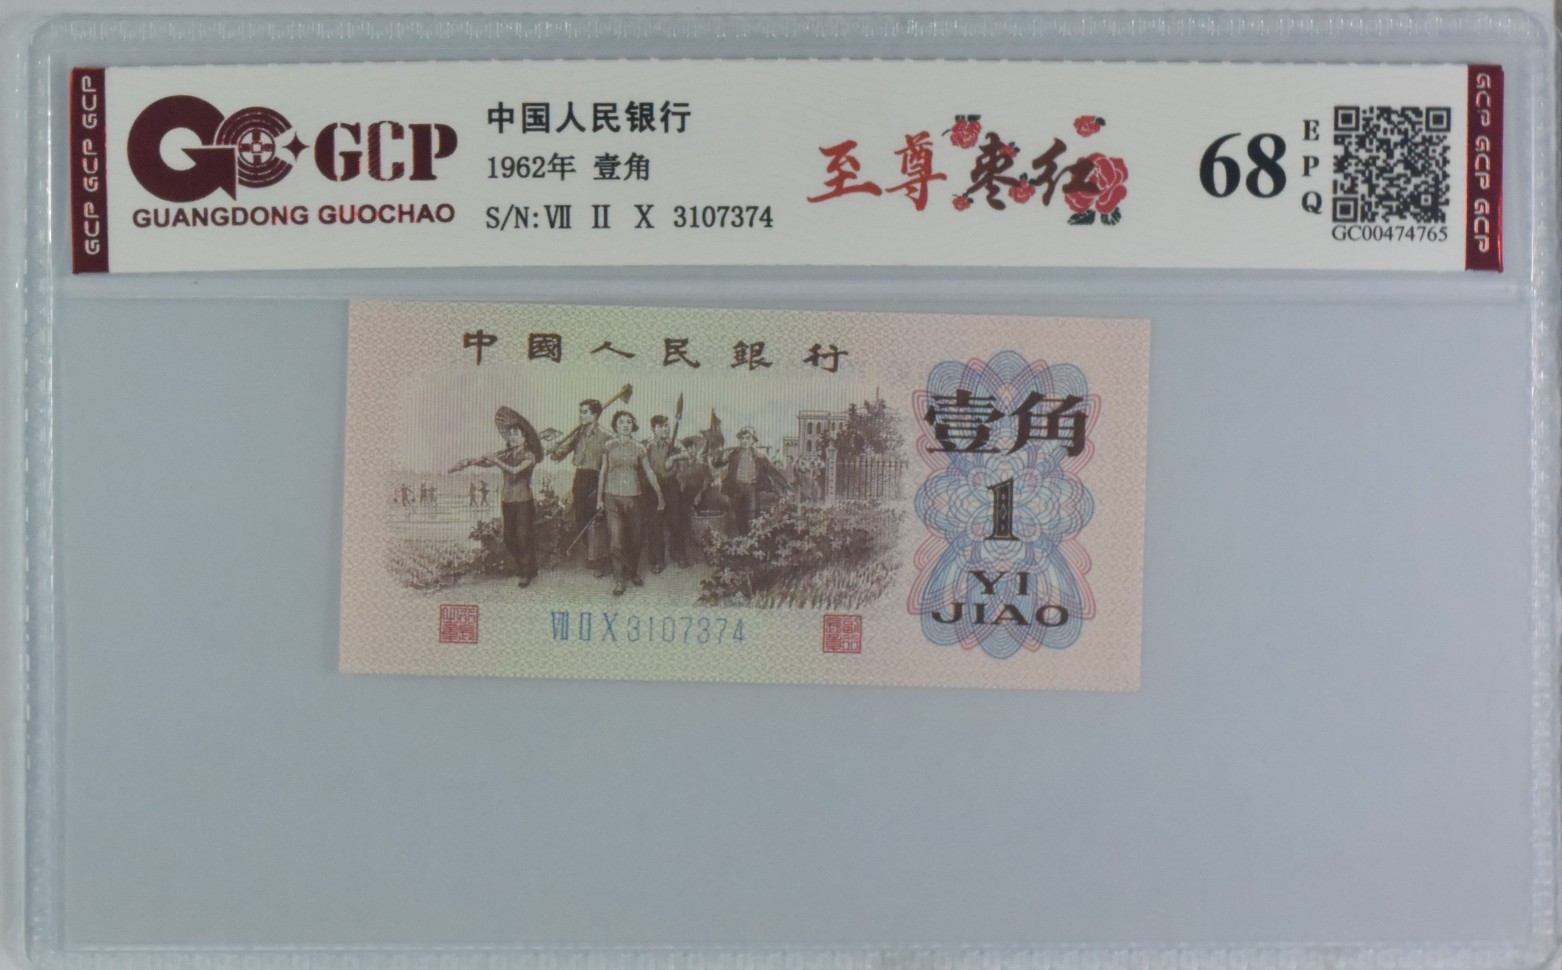 GCP GCP GCP
GCP
GUANGDONG GUOCHAO
中国人民银行
1962年 壹角
S/N: Ⅶ Ⅱ Ⅹ 3107374
至尊枣红
68
EPQ
GC00474765
GCP GCP GCP
中國人民銀行
壹角
1
YI
JIAO
Ⅶ Ⅱ Ⅹ 3107374